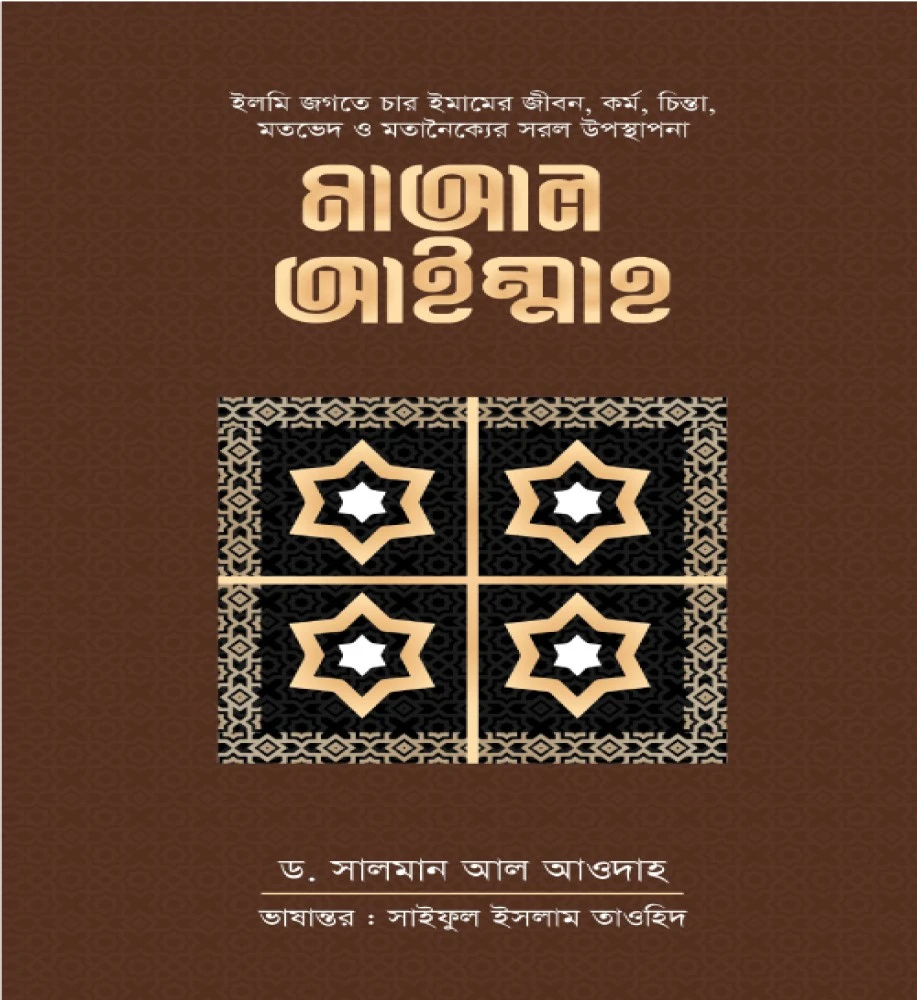 ইলমি জগতে চার ইমামের জীবন, কর্ম, চিন্তা,
মতভেদ ও মতানৈক্যের সরল উপস্থাপনা
মাআল
আইম্মাহ
ড. সালমান আল আওদাহ
ভাষান্তর : সাইফুল ইসলাম তাওহিদ